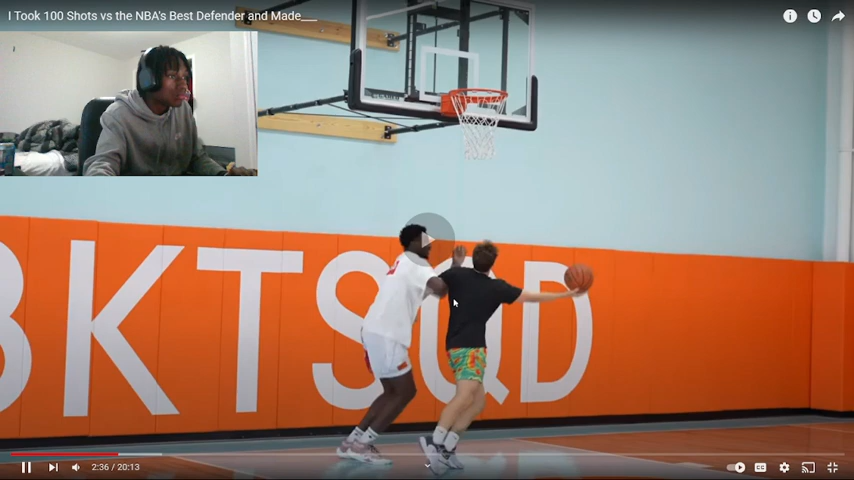 I Took 100 Shots vs the NBA's Best Defender and Made___
BKTSQD
2:36 / 20:13